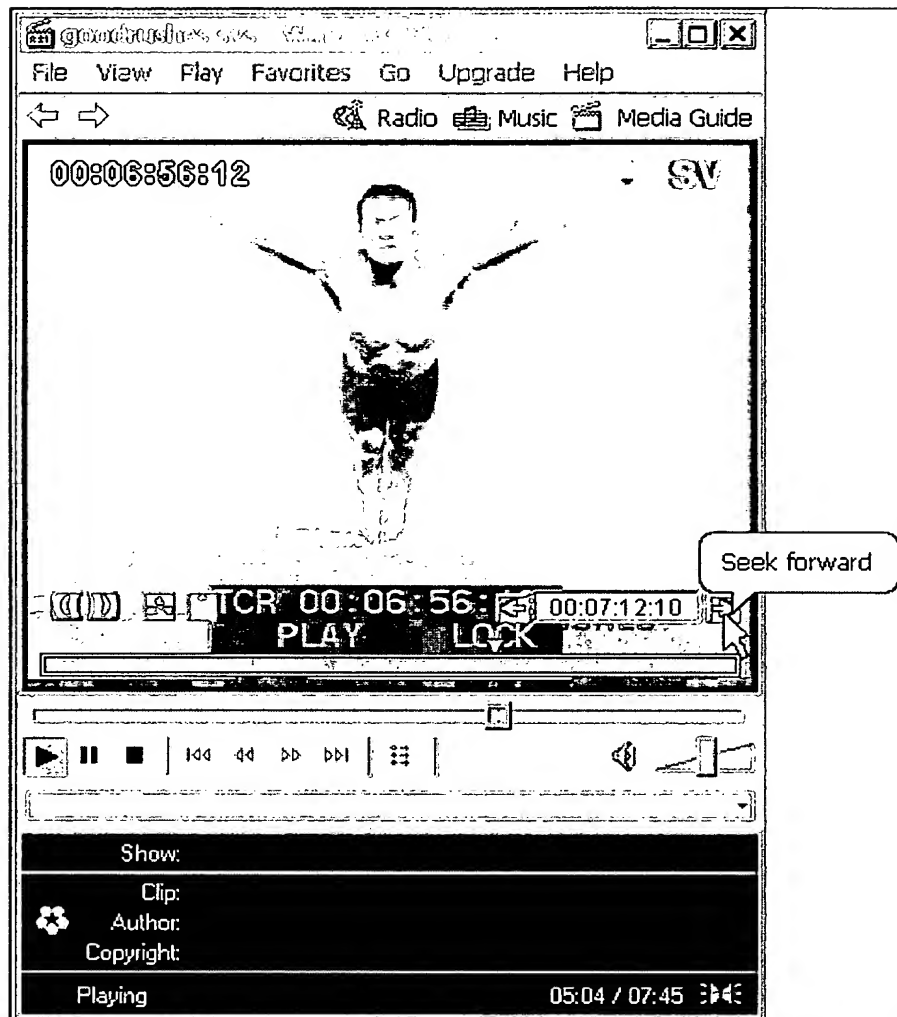 File View Play Favorites Go Upgrade Help
Radio Music Media Guide
00:06:56:12 SV
Seek forward
TCR 00:06:56: 00:07:12:10
PLAY LOCK
Show:
Clip:
Author:
Copyright:
Playing 05:04 / 07:45